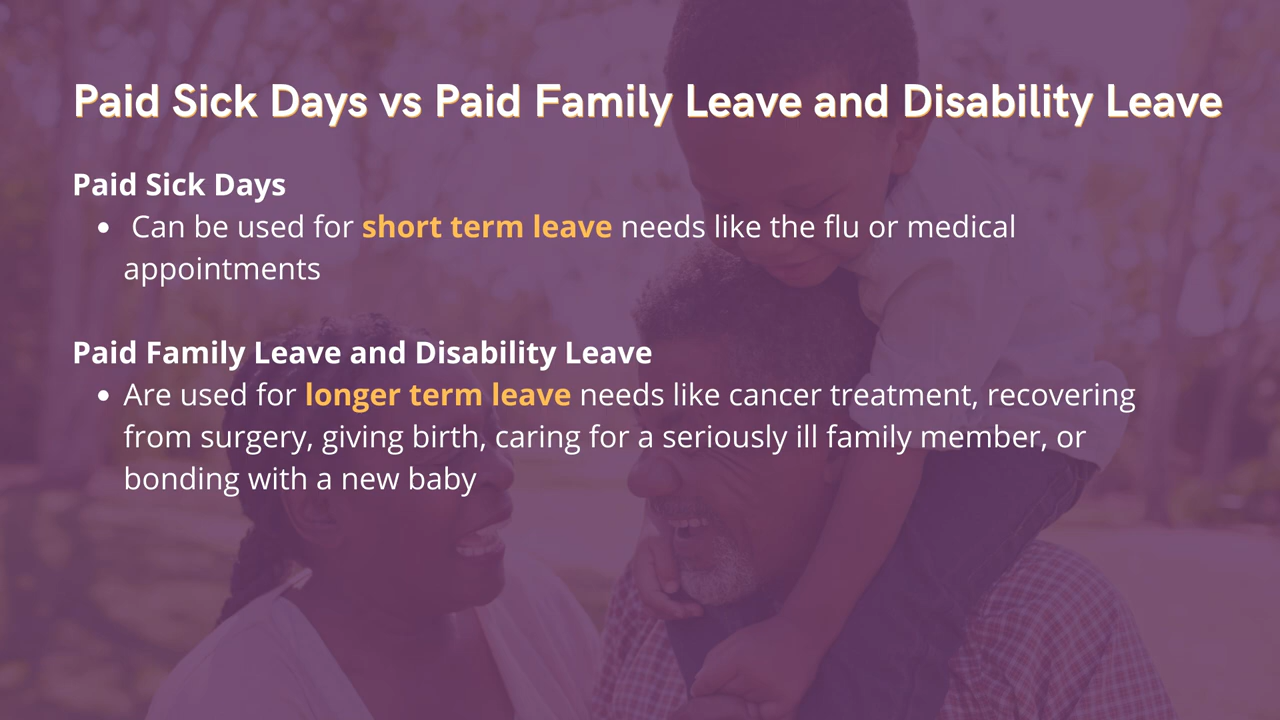 Paid Sick Days vs Paid Family Leave and Disability Leave
Paid Sick Days
• Can be used for short term leave needs like the flu or medical
appointments
Paid Family Leave and Disability Leave
• Are used for longer term leave needs like cancer treatment, recovering
from surgery, giving birth, caring for a seriously ill family member, or
bonding with a new baby